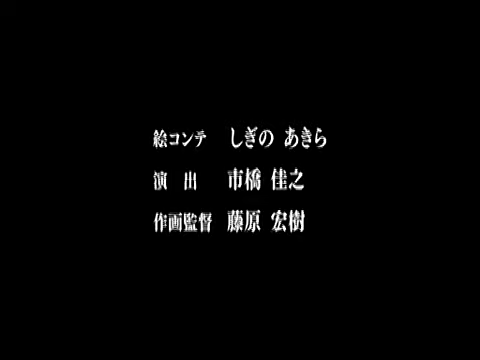 絵コンテ しぎの あきら
演出 市橋 佳之
作画監督 藤原 宏樹